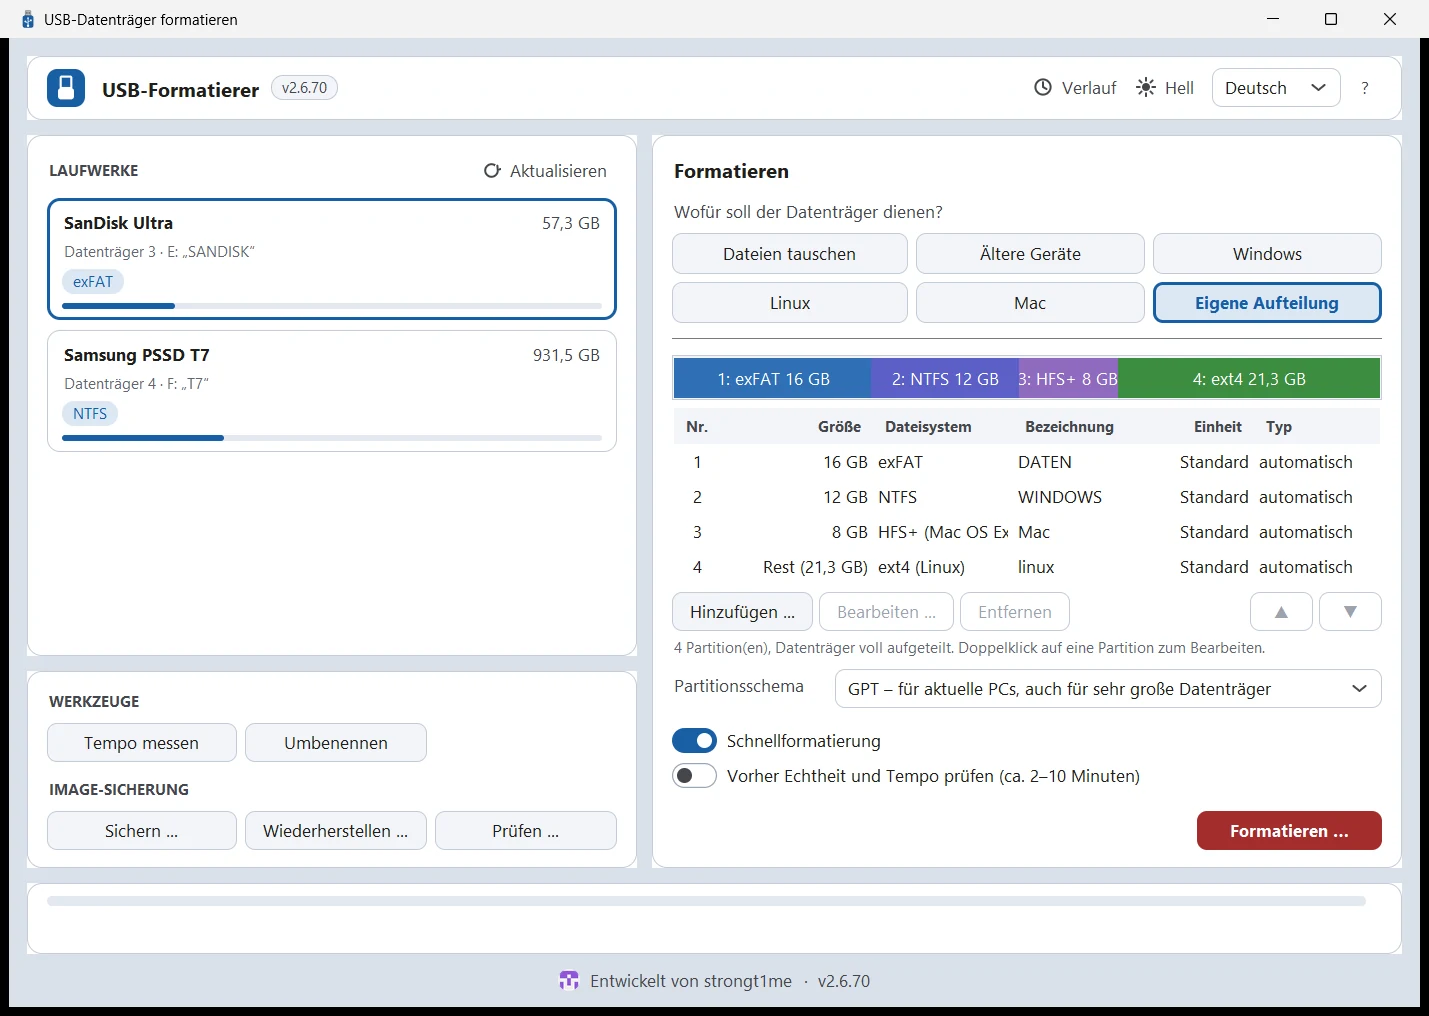 USB-Datenträger formatieren
USB-Formatierer v2.6.70
Verlauf Hell Deutsch ?
LAUFWERKE Aktualisieren
SanDisk Ultra 57,3 GB
Datenträger 3 · E: „SANDISK“
exFAT
Samsung PSSD T7 931,5 GB
Datenträger 4 · F: „T7“
NTFS
WERKZEUGE
Tempo messen Umbenennen
IMAGE-SICHERUNG
Sichern ... Wiederherstellen ... Prüfen ...
Formatieren
Wofür soll der Datenträger dienen?
Dateien tauschen Ältere Geräte Windows
Linux Mac Eigene Aufteilung
1: exFAT 16 GB 2: NTFS 12 GB 3: HFS+ 8 GB 4: ext4 21,3 GB
Nr. Größe Dateisystem Bezeichnung Einheit Typ
1 16 GB exFAT DATEN Standard automatisch
2 12 GB NTFS WINDOWS Standard automatisch
3 8 GB HFS+ (Mac OS Ex Mac Standard automatisch
4 Rest (21,3 GB) ext4 (Linux) linux Standard automatisch
Hinzufügen ... Bearbeiten ... Entfernen ▲ ▼
4 Partition(en), Datenträger voll aufgeteilt. Doppelklick auf eine Partition zum Bearbeiten.
Partitionsschema GPT – für aktuelle PCs, auch für sehr große Datenträger
Schnellformatierung
Vorher Echtheit und Tempo prüfen (ca. 2–10 Minuten)
Formatieren ...
Entwickelt von strongt1me · v2.6.70